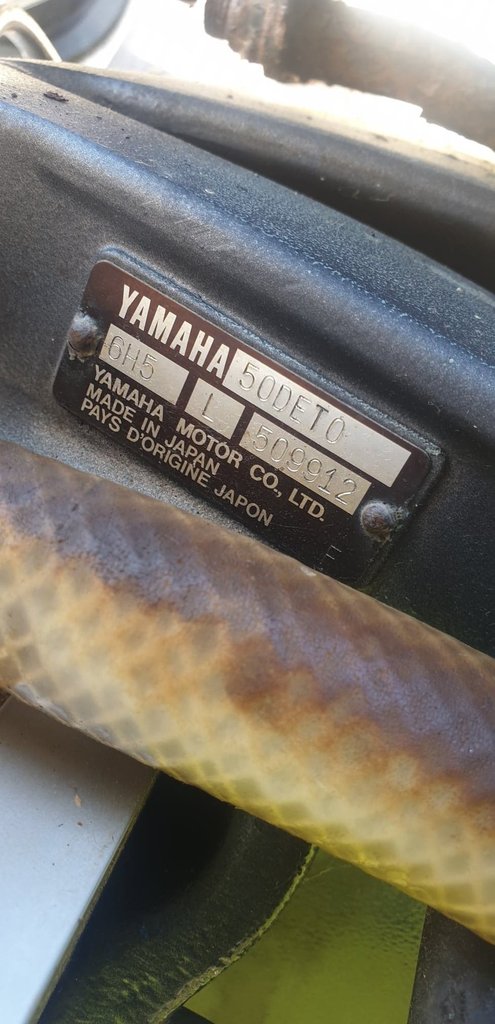 YAMAHA 50DETO
6H5 L 509912
YAMAHA MOTOR CO., LTD.
MADE IN JAPAN
PAYS D'ORIGINE JAPON
E